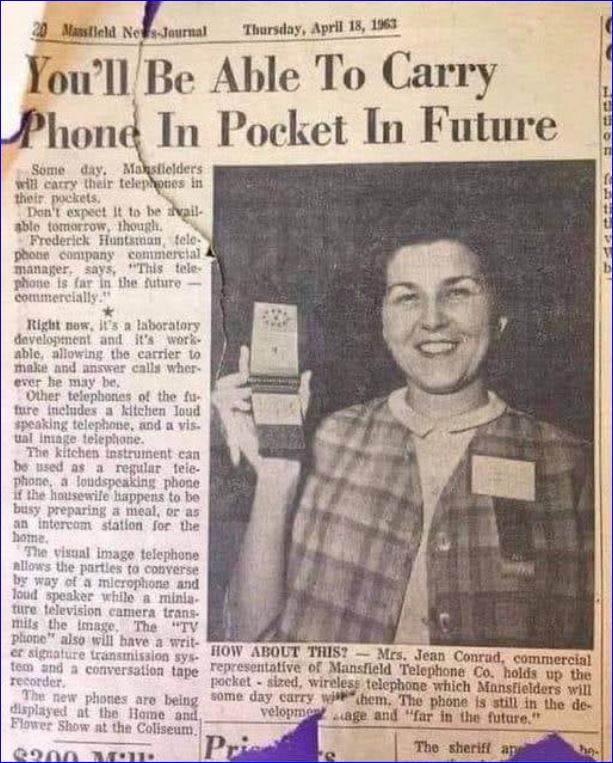 20 Mansfield News-Journal Thursday, April 18, 1963
You'll Be Able To Carry
Phone In Pocket In Future
Some day, Mansfielders
will carry their telephones in
their pockets.
Don't expect it to be avail-
able tomorrow, though.
Frederick Huntsman, tele-
phone company commercial
manager, says, "This tele-
phone is far in the future —
commercially."
★
Right now, it's a laboratory
development and it's work-
able, allowing the carrier to
make and answer calls wher-
ever he may be.
Other telephones of the fu-
ture includes a kitchen loud
speaking telephone, and a vis-
ual image telephone.
The kitchen instrument can
be used as a regular tele-
phone, a loudspeaking phone
if the housewife happens to be
busy preparing a meal, or as
an intercom station for the
home.
The visual image telephone
allows the parties to converse
by way of a microphone and
loud speaker while a minia-
ture television camera trans-
mits the image. The "TV
phone" also will have a writ-
er signature transmission sys-
tem and a conversation tape
recorder.
The new phones are being
displayed at the Home and
Flower Show at the Coliseum.
HOW ABOUT THIS? — Mrs. Jean Conrad, commercial
representative of Mansfield Telephone Co. holds up the
pocket - sized, wireless telephone which Mansfielders will
some day carry with them. The phone is still in the de-
velopment stage and "far in the future."
$300
The sheriff